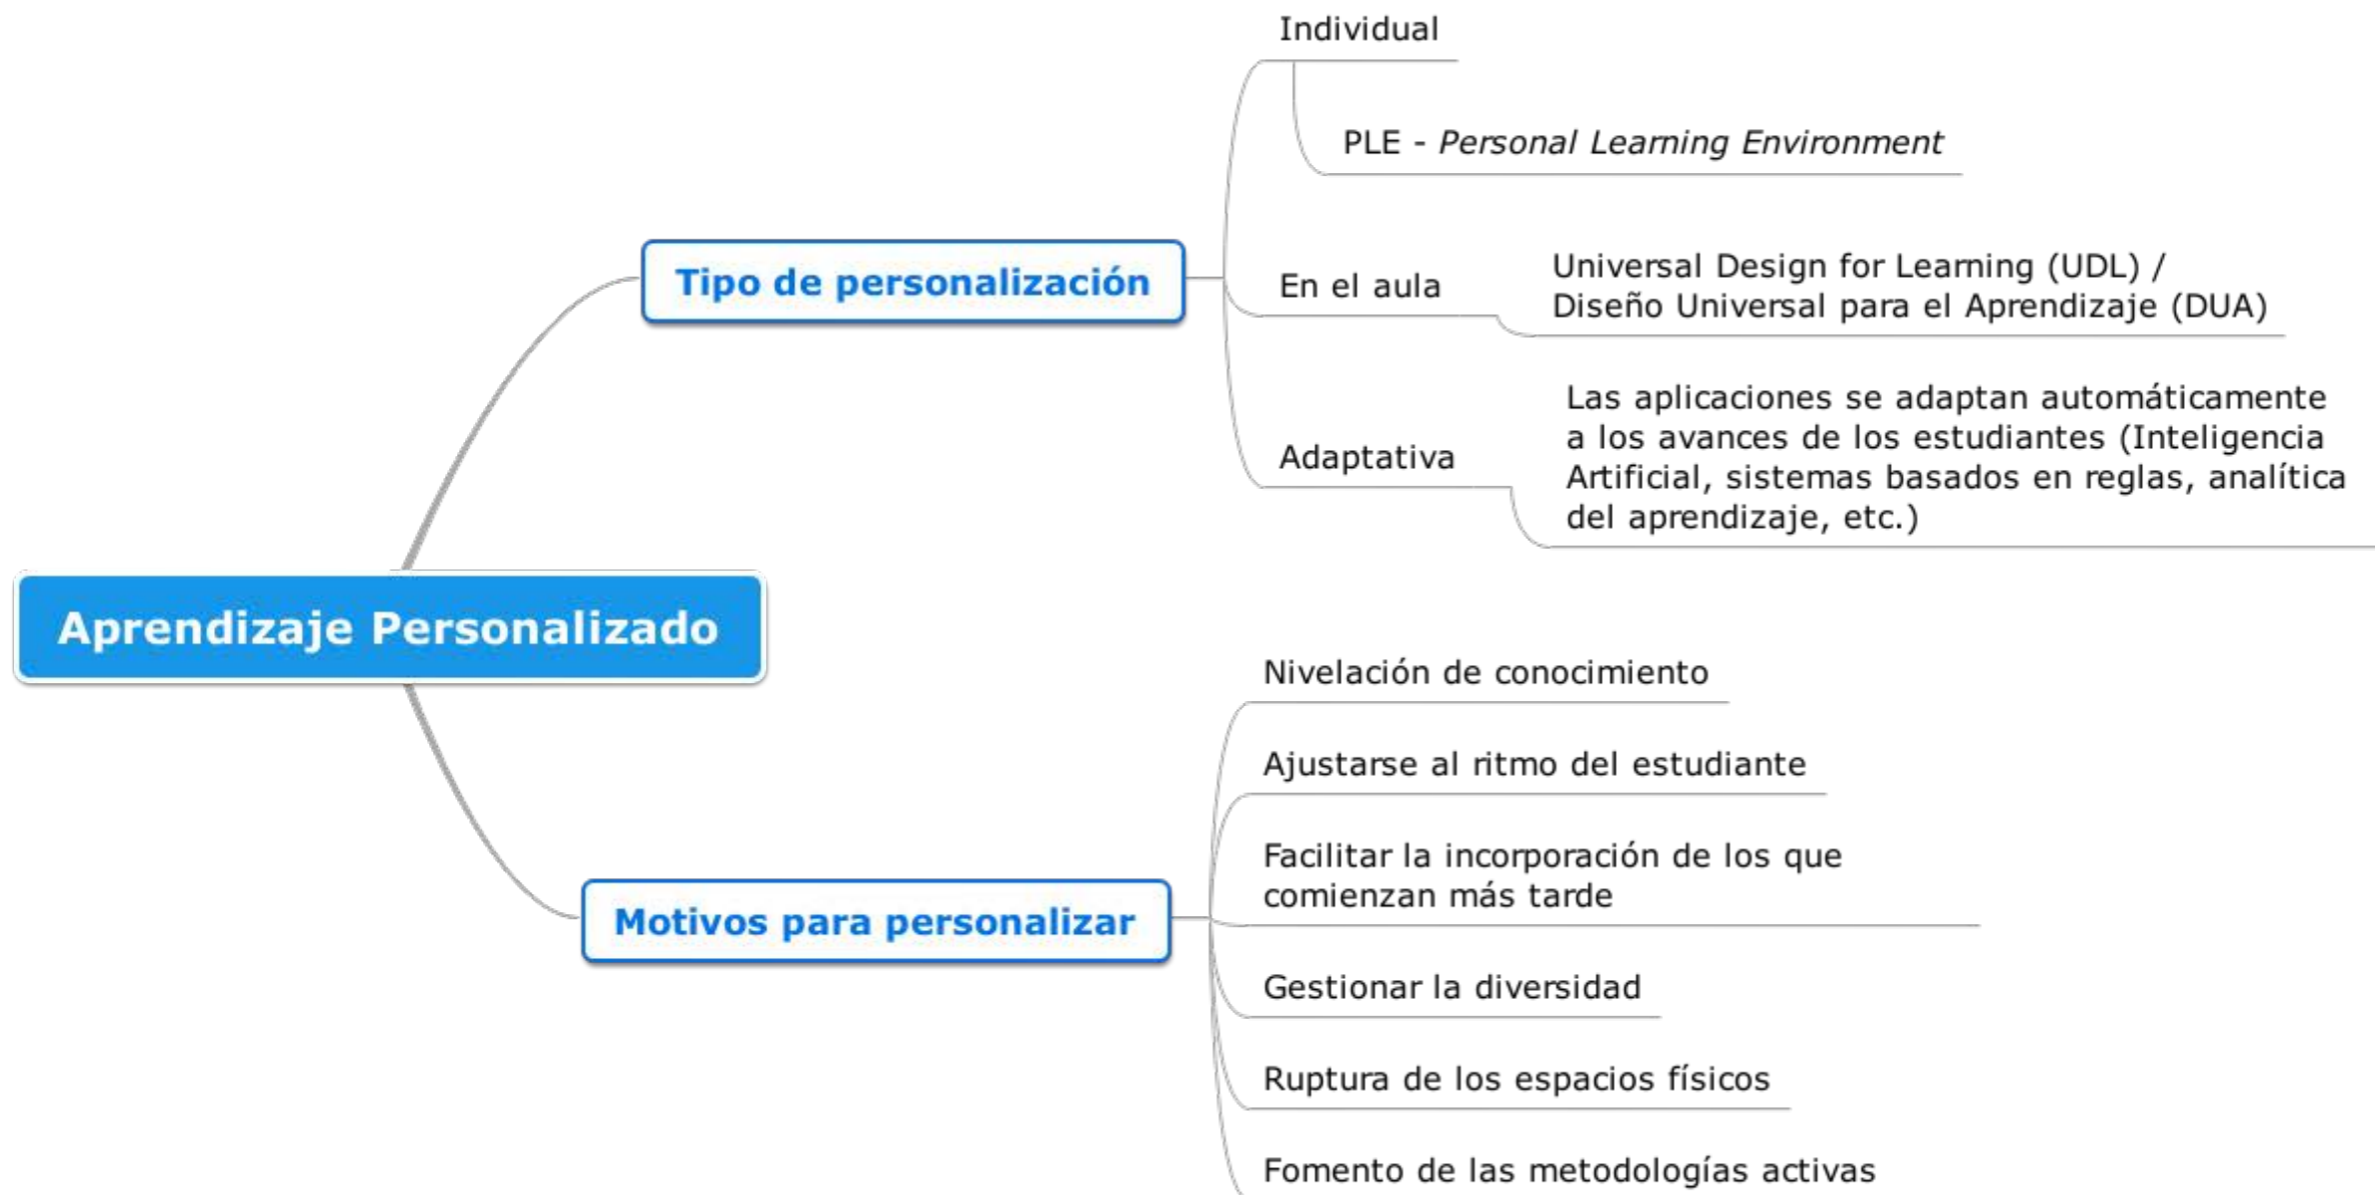 Individual
PLE - Personal Learning Environment
Tipo de personalización
En el aula
Universal Design for Learning (UDL) /
Diseño Universal para el Aprendizaje (DUA)
Adaptativa
Las aplicaciones se adaptan automáticamente
a los avances de los estudiantes (Inteligencia
Artificial, sistemas basados en reglas, analítica
del aprendizaje, etc.)
Aprendizaje Personalizado
Nivelación de conocimiento
Ajustarse al ritmo del estudiante
Facilitar la incorporación de los que
comienzan más tarde
Motivos para personalizar
Gestionar la diversidad
Ruptura de los espacios físicos
Fomento de las metodologías activas